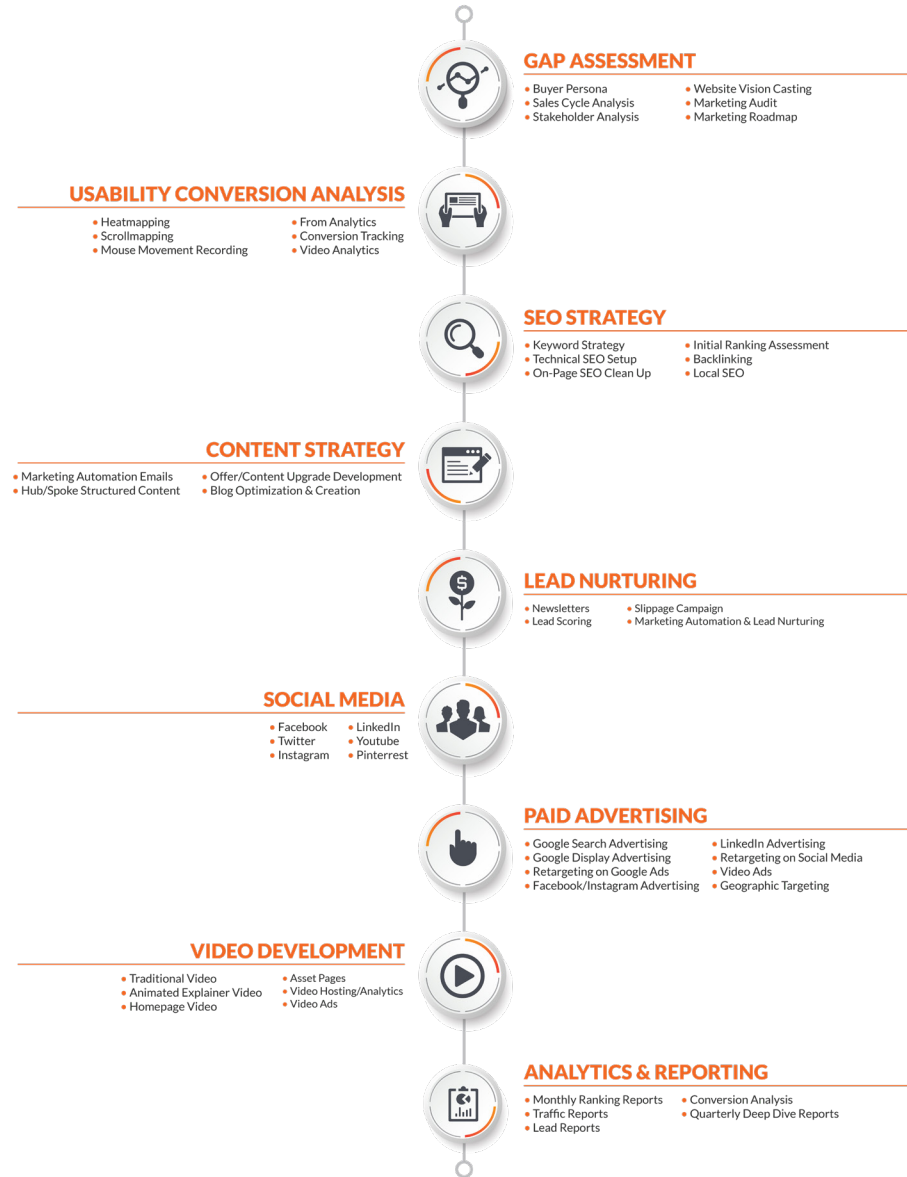 GAP ASSESSMENT
• Buyer Persona
• Sales Cycle Analysis
• Stakeholder Analysis
• Website Vision Casting
• Marketing Audit
• Marketing Roadmap
USABILITY CONVERSION ANALYSIS
• Heatmapping
• Scrollmapping
• Mouse Movement Recording
• From Analytics
• Conversion Tracking
• Video Analytics
SEO STRATEGY
• Keyword Strategy
• Technical SEO Setup
• On-Page SEO Clean Up
• Initial Ranking Assessment
• Backlinking
• Local SEO
CONTENT STRATEGY
• Marketing Automation Emails
• Hub/Spoke Structured Content
• Offer/Content Upgrade Development
• Blog Optimization & Creation
LEAD NURTURING
• Newsletters
• Lead Scoring
• Slippage Campaign
• Marketing Automation & Lead Nurturing
$
SOCIAL MEDIA
• Facebook
• Twitter
• Instagram
• LinkedIn
• Youtube
• Pinterrest
PAID ADVERTISING
• Google Search Advertising
• Google Display Advertising
• Retargeting on Google Ads
• Facebook/Instagram Advertising
• LinkedIn Advertising
• Retargeting on Social Media
• Video Ads
• Geographic Targeting
VIDEO DEVELOPMENT
• Traditional Video
• Animated Explainer Video
• Homepage Video
• Asset Pages
• Video Hosting/Analytics
• Video Ads
ANALYTICS & REPORTING
• Monthly Ranking Reports
• Traffic Reports
• Lead Reports
• Conversion Analysis
• Quarterly Deep Dive Reports